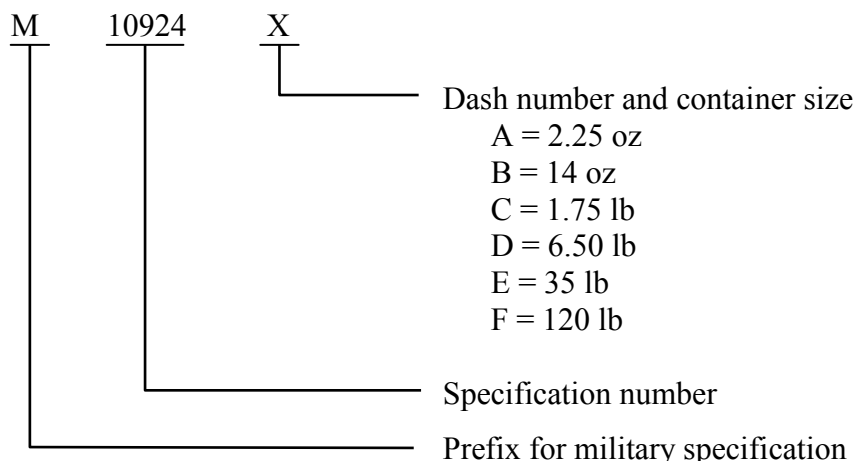 M 10924 X
Dash number and container size
A = 2.25 oz
B = 14 oz
C = 1.75 lb
D = 6.50 lb
E = 35 lb
F = 120 lb
Specification number
Prefix for military specification